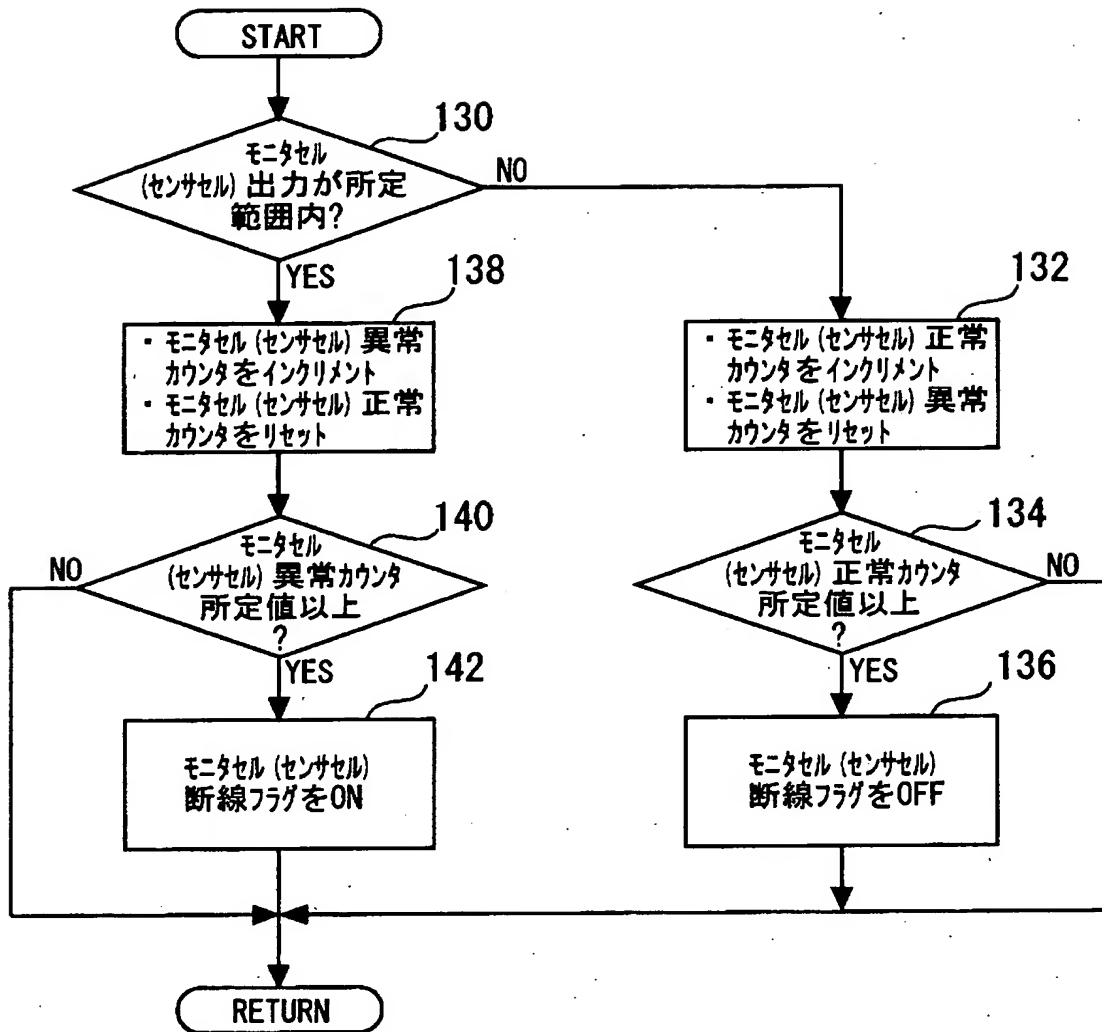 START
130
モニタセル
(センサセル) 出力が所定
範囲内?
NO
YES
138
・ モニタセル (センサセル) 異常
カウンタをインクリメント
・ モニタセル (センサセル) 正常
カウンタをリセット
132
・ モニタセル (センサセル) 正常
カウンタをインクリメント
・ モニタセル (センサセル) 異常
カウンタをリセット
140
モニタセル
(センサセル) 異常カウンタ
所定値以上
?
NO
YES
134
モニタセル
(センサセル) 正常カウンタ
所定値以上
?
NO
YES
142
モニタセル (センサセル)
断線フラグをON
136
モニタセル (センサセル)
断線フラグをOFF
RETURN